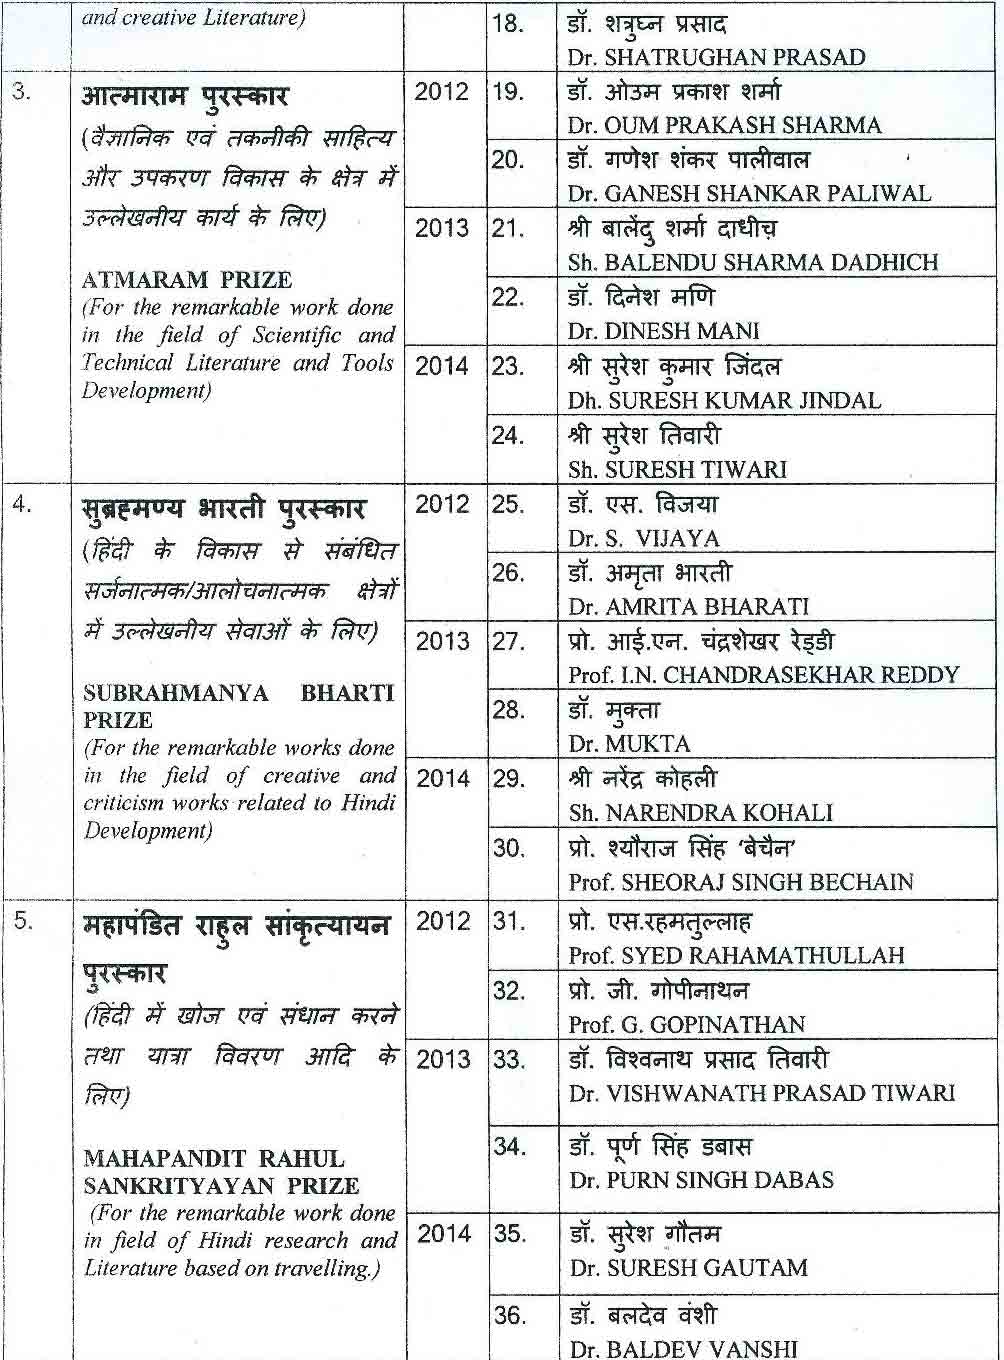 and creative Literature)
18.
डॉ. शत्रुघ्न प्रसाद
Dr. SHATRUGHAN PRASAD
3.
आत्माराम पुरस्कार
(वैज्ञानिक एवं तकनीकी साहित्य
और उपकरण विकास के क्षेत्र में
उल्लेखनीय कार्य के लिए)
ATMARAM PRIZE
(For the remarkable work done
in the field of Scientific and
Technical Literature and Tools
Development)
2012
19.
डॉ. ओउम प्रकाश शर्मा
Dr. OUM PRAKASH SHARMA
20.
डॉ. गणेश शंकर पालीवाल
Dr. GANESH SHANKAR PALIWAL
2013
21.
श्री बालेंदु शर्मा दाधीच
Sh. BALENDU SHARMA DADHICH
22.
डॉ. दिनेश मणि
Dr. DINESH MANI
2014
23.
श्री सुरेश कुमार जिंदल
Dh. SURESH KUMAR JINDAL
24.
श्री सुरेश तिवारी
Sh. SURESH TIWARI
4.
सुब्रह्मण्य भारती पुरस्कार
(हिंदी के विकास से संबंधित
सर्जनात्मक/आलोचनात्मक क्षेत्रों
में उल्लेखनीय सेवाओं के लिए)
SUBRAHMANYA BHARTI
PRIZE
(For the remarkable works done
in the field of creative and
criticism works related to Hindi
Development)
2012
25.
डॉ. एस. विजया
Dr. S. VIJAYA
26.
डॉ. अमृता भारती
Dr. AMRITA BHARATI
2013
27.
प्रो. आई.एन. चंद्रशेखर रेड्डी
Prof. I.N. CHANDRASEKHAR REDDY
28.
डॉ. मुक्ता
Dr. MUKTA
2014
29.
श्री नरेंद्र कोहली
Sh. NARENDRA KOHALI
30.
प्रो. श्यौराज सिंह 'बेचैन'
Prof. SHEORAJ SINGH BECHAIN
5.
महापंडित राहुल सांकृत्यायन
पुरस्कार
(हिंदी में खोज एवं संधान करने
तथा यात्रा विवरण आदि के
लिए)
MAHAPANDIT RAHUL
SANKRITYAYAN PRIZE
(For the remarkable work done
in field of Hindi research and
Literature based on travelling.)
2012
31.
प्रो. एस.रहमतुल्लाह
Prof. SYED RAHAMATHULLAH
32.
प्रो. जी. गोपीनाथन
Prof. G. GOPINATHAN
2013
33.
डॉ. विश्वनाथ प्रसाद तिवारी
Dr. VISHWANATH PRASAD TIWARI
34.
डॉ. पूर्ण सिंह डबास
Dr. PURN SINGH DABAS
2014
35.
डॉ. सुरेश गौतम
Dr. SURESH GAUTAM
36.
डॉ. बलदेव वंशी
Dr. BALDEV VANSHI